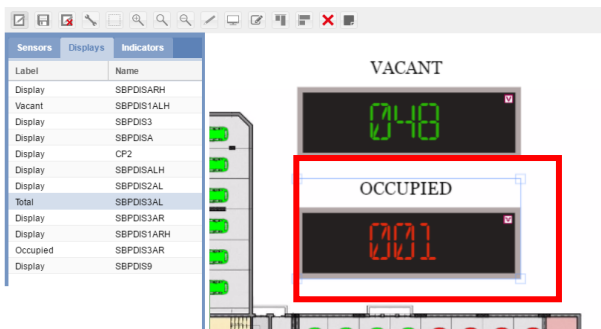 Sensors Displays Indicators
Label Name
Display SBPDISARH
Vacant SBPDIS1ALH
Display SBPDIS3
Display SBPDISA
Display CP2
Display SBPDISALH
Display SBPDIS2AL
Total SBPDIS3AL
Display SBPDIS3AR
Display SBPDIS1ARH
Occupied SBPDIS3AR
Display SBPDIS9
VACANT
V
048
OCCUPIED
V
001